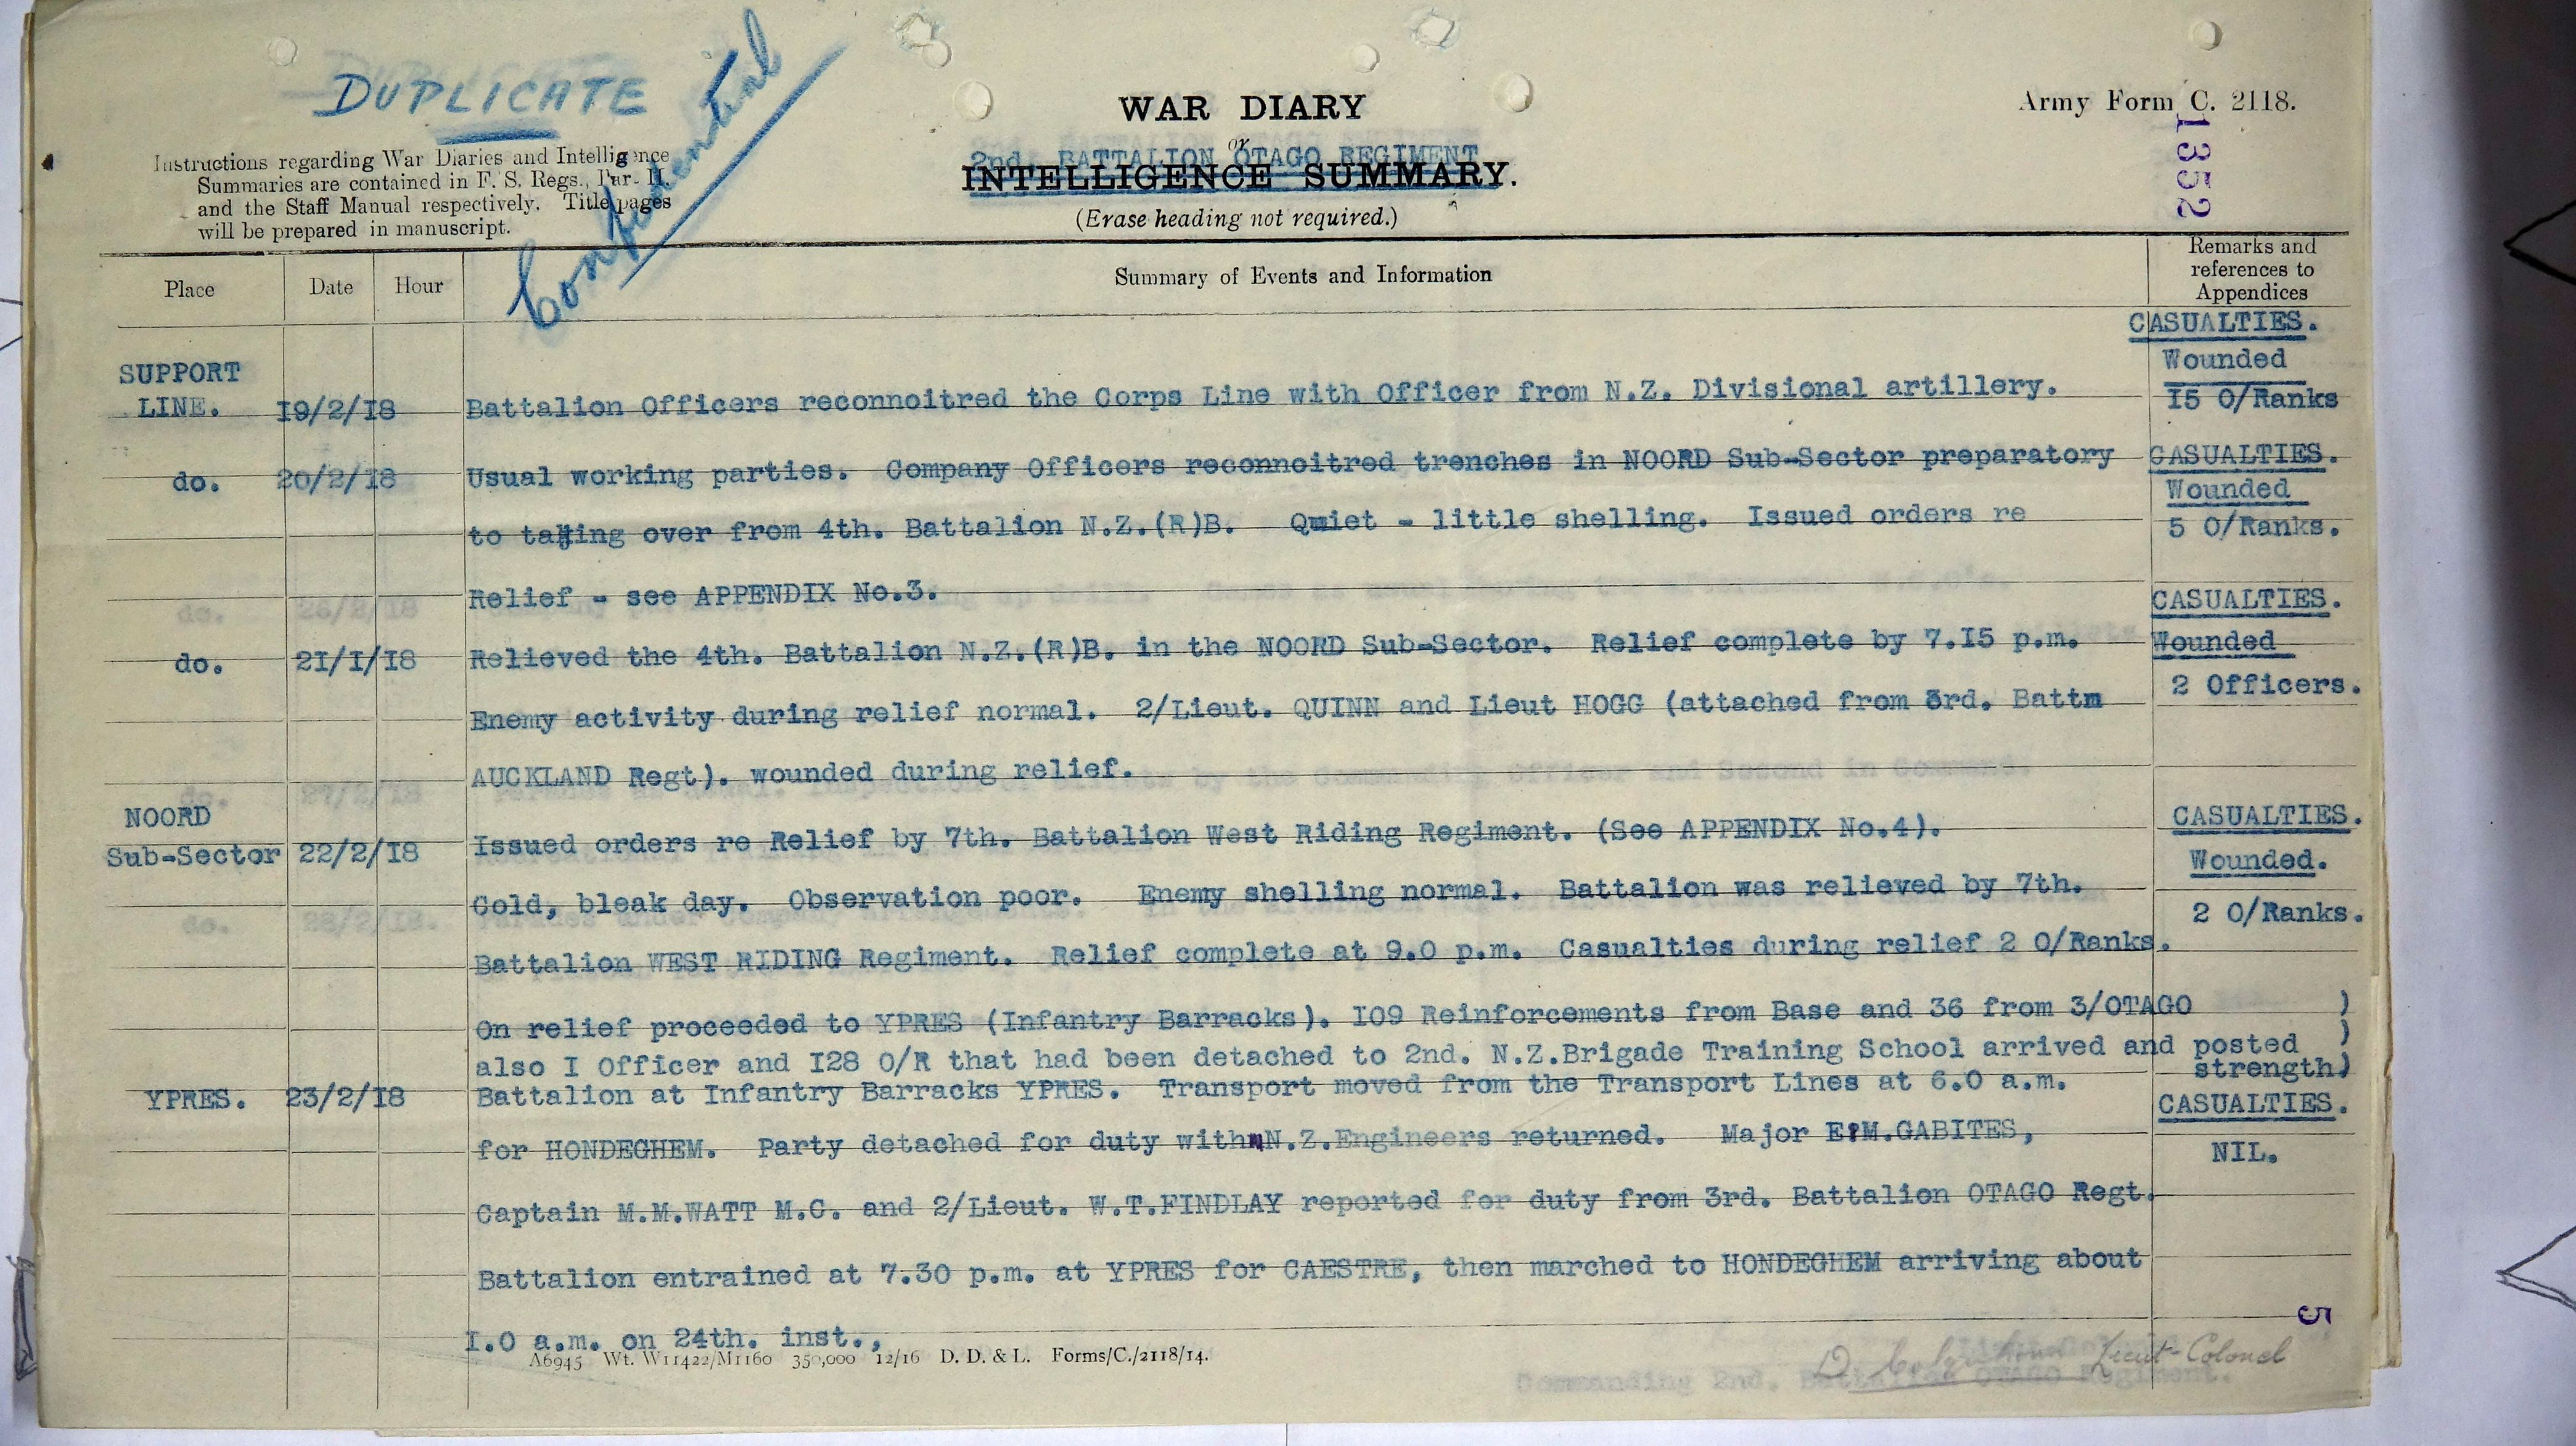 DUPLICATE
Confidential
WAR DIARY
or
2nd. BATTALION OTAGO REGIMENT
INTELLIGENCE SUMMARY.
(Erase heading not required.)
Army Form C. 2118.
1352
Instructions regarding War Diaries and Intelligence
Summaries are contained in F. S. Regs., Par. II.
and the Staff Manual respectively. Title pages
will be prepared in manuscript.
Place Date Hour Summary of Events and Information
Remarks and
references to
Appendices
CASUALTIES.
SUPPORT Wounded
LINE. I9/2/I8 Battalion Officers reconnoitred the Corps Line with Officer from N.Z. Divisional artillery. I5 O/Ranks
do. 20/2/I8 Usual working parties. Company Officers reconnoitred trenches in NOORD Sub-Sector preparatory CASUALTIES.
Wounded
to taking over from 4th. Battalion N.Z.(R)B. Quiet - little shelling. Issued orders re 5 O/Ranks.
Relief - see APPENDIX No.3. CASUALTIES.
do. 2I/I/I8 Relieved the 4th. Battalion N.Z.(R)B. in the NOORD Sub-Sector. Relief complete by 7.I5 p.m. Wounded
Enemy activity during relief normal. 2/Lieut. QUINN and Lieut HOGG (attached from 3rd. Battn 2 Officers.
AUCKLAND Regt). wounded during relief.
NOORD CASUALTIES.
Sub-Sector 22/2/I8 Issued orders re Relief by 7th. Battalion West Riding Regiment. (See APPENDIX No.4). Wounded.
Cold, bleak day. Observation poor. Enemy shelling normal. Battalion was relieved by 7th. 2 O/Ranks.
Battalion WEST RIDING Regiment. Relief complete at 9.0 p.m. Casualties during relief 2 O/Ranks.
On relief proceeded to YPRES (Infantry Barracks). I09 Reinforcements from Base and 36 from 3/OTAGO )
also I Officer and I28 O/R that had been detached to 2nd. N.Z.Brigade Training School arrived and posted )
strength)
YPRES. 23/2/I8 Battalion at Infantry Barracks YPRES. Transport moved from the Transport Lines at 6.0 a.m. CASUALTIES.
for HONDEGHEM. Party detached for duty with N.Z.Engineers returned. Major E.M.GABITES, NIL.
Captain M.M.WATT M.C. and 2/Lieut. W.T.FINDLAY reported for duty from 3rd. Battalion OTAGO Regt.
Battalion entrained at 7.30 p.m. at YPRES for CAESTRE, then marched to HONDEGHEM arriving about
I.0 a.m. on 24th. inst.,
5
A6945 Wt. W11422/M1160 350,000 12/16 D. D. & L. Forms/C./2118/14.
Lieut-Colonel
Commanding 2nd. Battalion OTAGO Regiment.